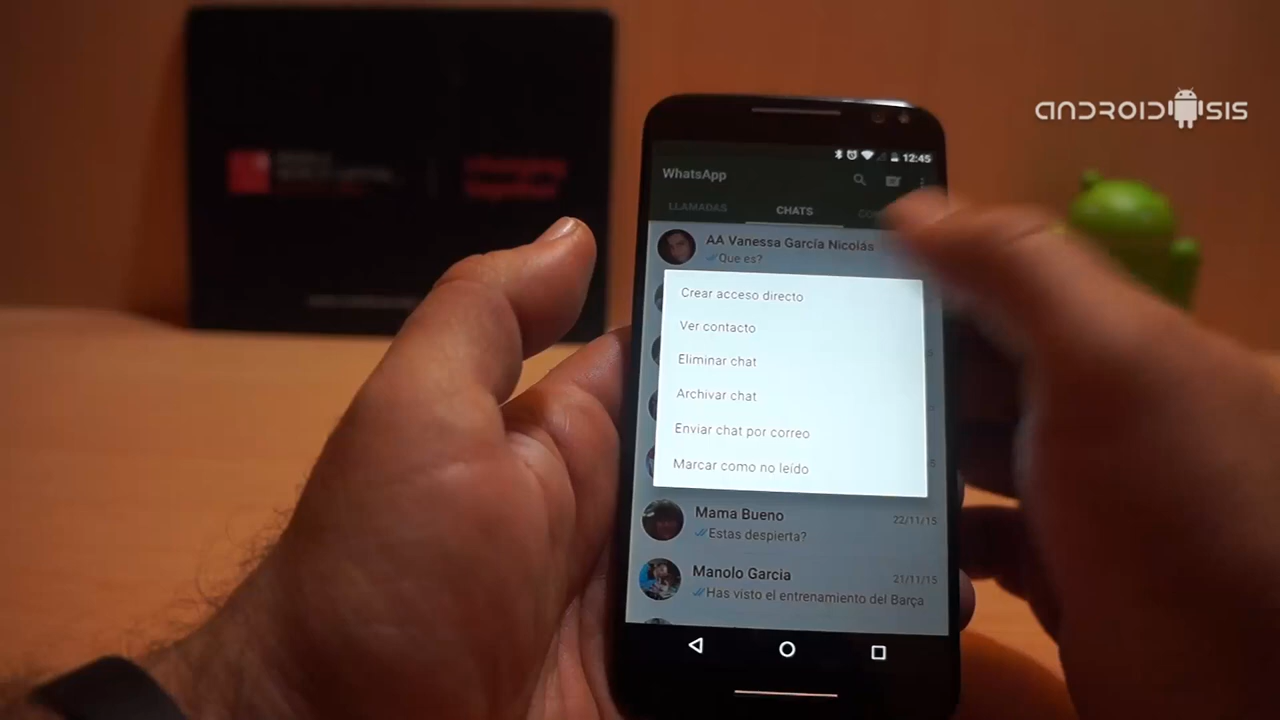 ANDROIDSIS
12:45
WhatsApp
LLAMADAS
CHATS
AA Vanessa García Nicolás
Que es?
Crear acceso directo
Ver contacto
Eliminar chat
Archivar chat
Enviar chat por correo
Marcar como no leído
Mama Bueno
22/11/15
Estas despierta?
Manolo Garcia
21/11/15
Has visto el entrenamiento del Barça